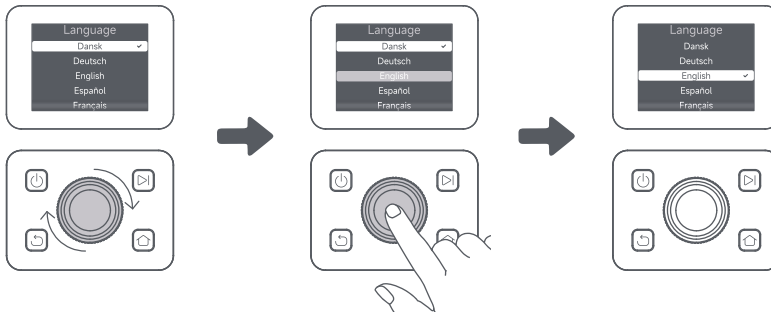 Language
Dansk
Deutsch
English
Español
Français
Language
Dansk
Deutsch
English
Español
Français
Language
Dansk
Deutsch
English
Español
Français